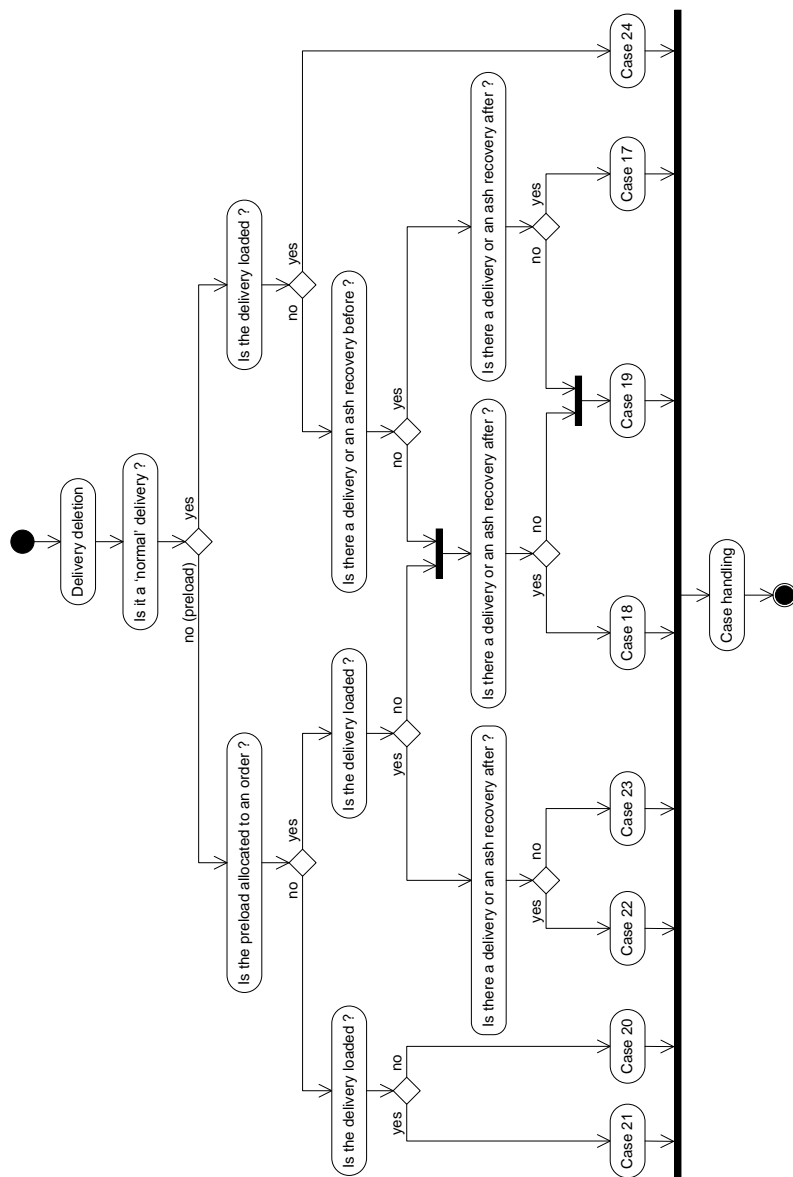 Delivery deletion
Is it a 'normal' delivery ?
no (preload)
yes
Is the preload allocated to an order ?
Is the delivery loaded ?
no
yes
no
yes
Is the delivery loaded ?
Is the delivery loaded ?
Is there a delivery or an ash recovery before ?
yes
no
yes
no
no
yes
Is there a delivery or an ash recovery after ?
Is there a delivery or an ash recovery after ?
Is there a delivery or an ash recovery after ?
yes
no
yes
no
no
yes
Case 21
Case 20
Case 22
Case 23
Case 18
Case 19
Case 17
Case 24
Case handling